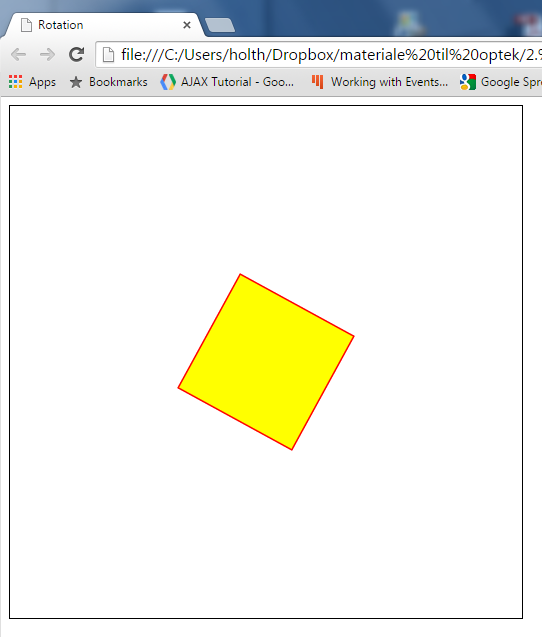 Rotation
file:///C:/Users/holth/Dropbox/materiale%20til%20optek/2.%
Apps Bookmarks AJAX Tutorial - Goo... Working with Events... Google Spre